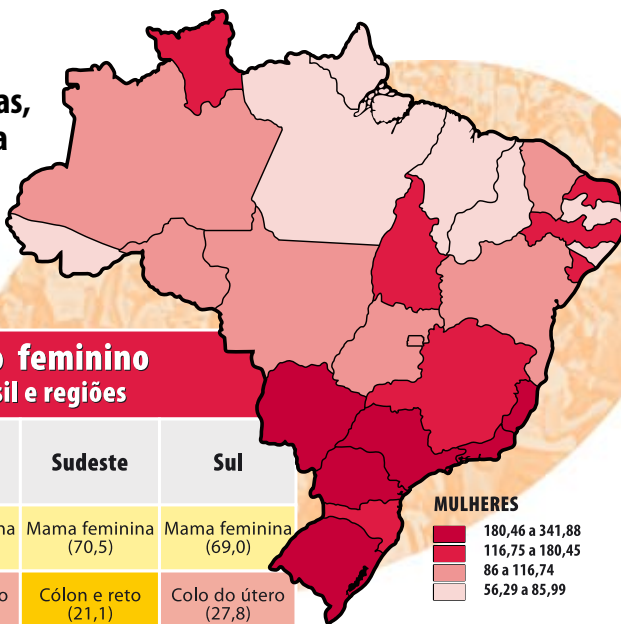 as,
a
o feminino
sil e regiões
Sudeste
Sul
na
Mama feminina
(70,5)
Mama feminina
(69,0)
o
Cólon e reto
(21,1)
Colo do útero
(27,8)
MULHERES
180,46 a 341,88
116,75 a 180,45
86 a 116,74
56,29 a 85,99